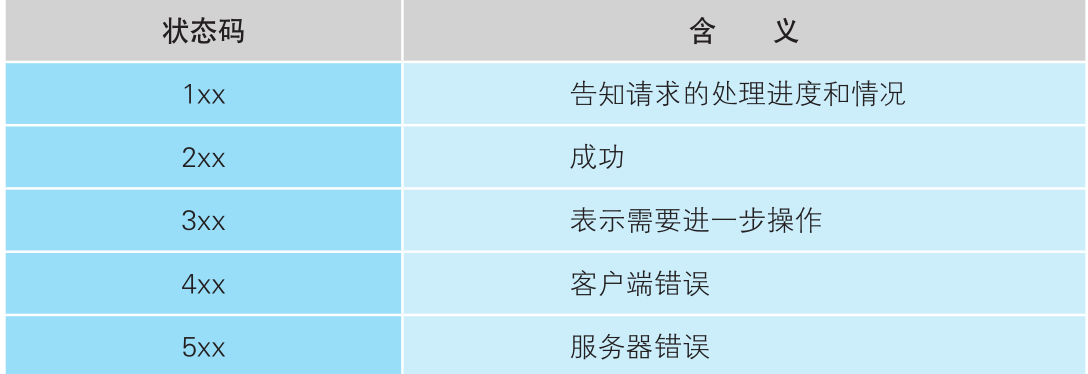 状态码 含 义
1xx 告知请求的处理进度和情况
2xx 成功
3xx 表示需要进一步操作
4xx 客户端错误
5xx 服务器错误